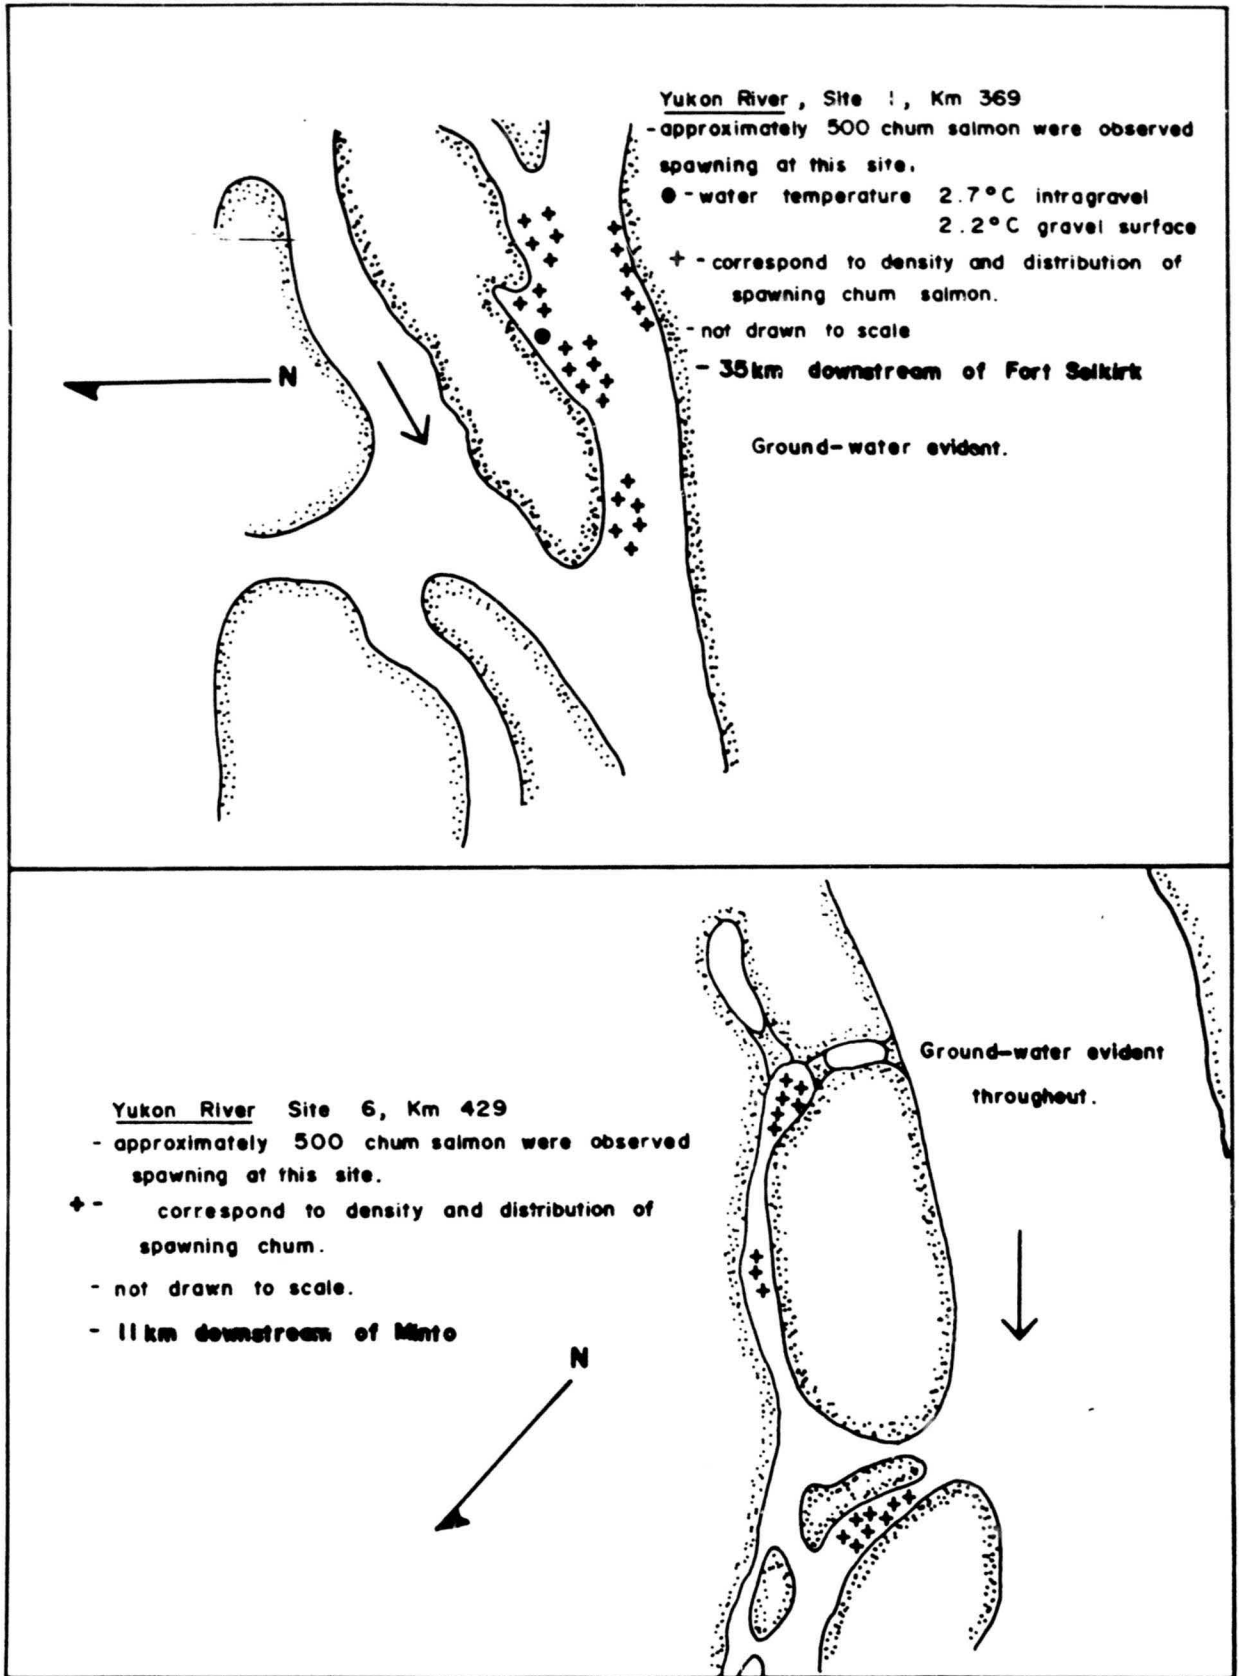 Yukon River, Site 1, Km 369
-approximately 500 chum salmon were observed
spawning at this site.
●-water temperature 2.7°C intragravel
2.2°C gravel surface
+ - correspond to density and distribution of
spawning chum salmon.
-not drawn to scale
- 35km downstream of Fort Selkirk
N
Ground-water evident.
Ground-water evident
throughout.
Yukon River Site 6, Km 429
- approximately 500 chum salmon were observed
spawning at this site.
+ - correspond to density and distribution of
spawning chum.
- not drawn to scale.
- 11km downstream of Minto
N